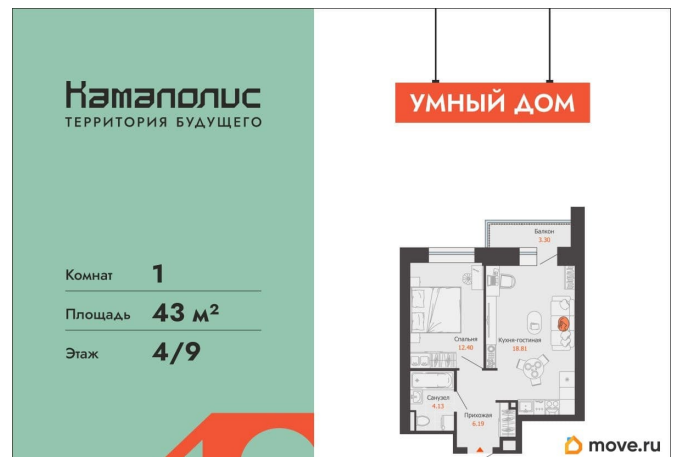 Камаполис
ТЕРРИТОРИЯ БУДУЩЕГО
Комнат 1
Площадь 43 м²
Этаж 4/9
УМНЫЙ ДОМ
Балкон
3.30
Спальня
12.40
Кухня-гостиная
18.81
Санузел
4.13
Прихожая
6.19
move.ru